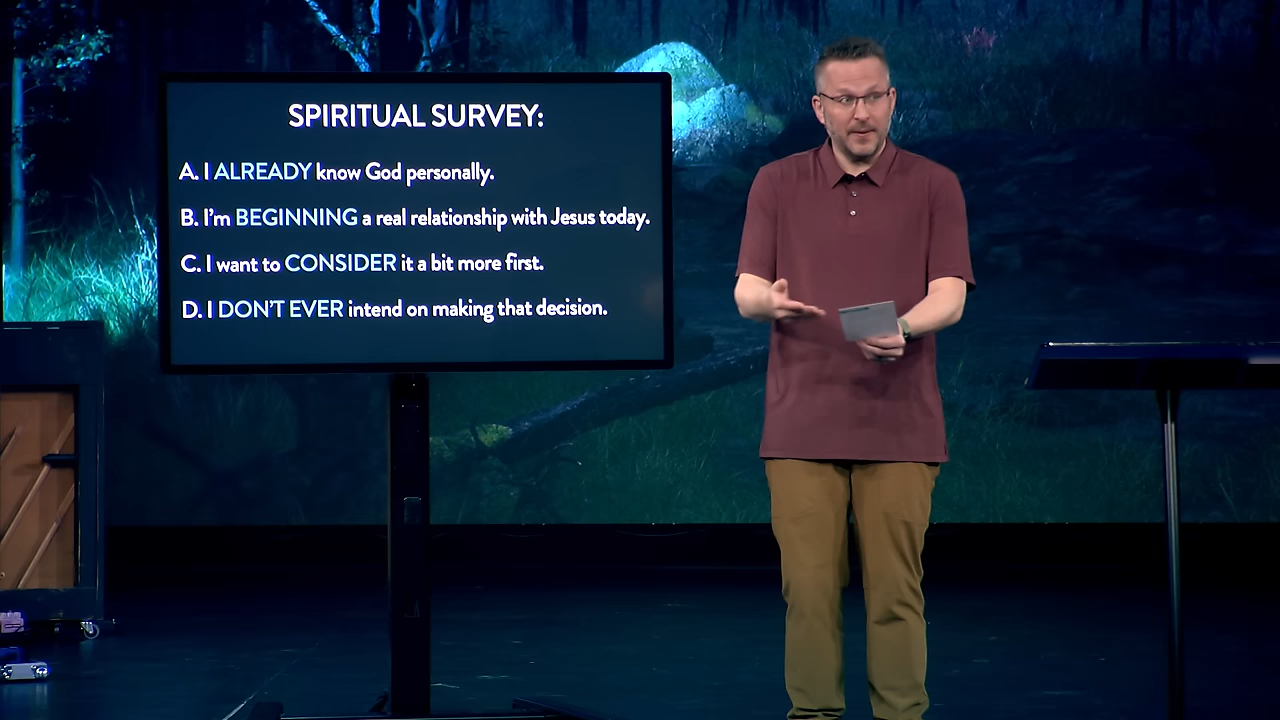 SPIRITUAL SURVEY:
A. I ALREADY know God personally.
B. I'm BEGINNING a real relationship with Jesus today.
C. I want to CONSIDER it a bit more first.
D. I DON'T EVER intend on making that decision.